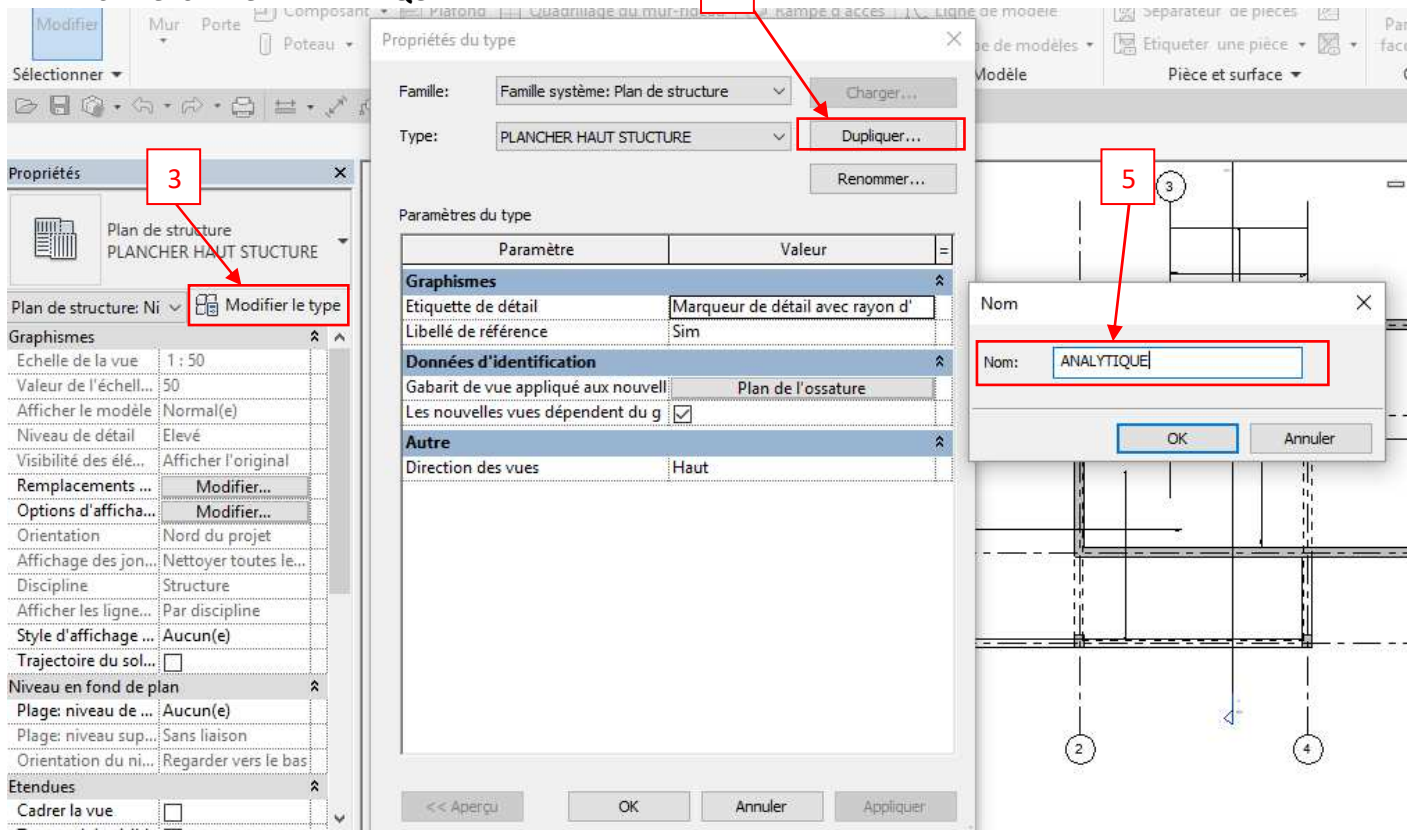 Modifier
Mur Porte
Composant
Plafond
Quadrillage du mur-rideau
Rampe d'accès
Ligne de modèle
Séparateur de pièces
Poteau
pe de modèles
Etiqueter une pièce
Sélectionner
Modèle
Pièce et surface
Propriétés du type
Famille: Famille système: Plan de structure
Charger...
Type: PLANCHER HAUT STUCTURE
Dupliquer...
Renommer...
Propriétés
3
Plan de structure
PLANCHER HAUT STUCTURE
Plan de structure: Ni
Modifier le type
Graphismes
Echelle de la vue 1 : 50
Valeur de l'échell... 50
Afficher le modèle Normal(e)
Niveau de détail Elevé
Visibilité des élé... Afficher l'original
Remplacements ... Modifier...
Options d'afficha... Modifier...
Orientation Nord du projet
Affichage des jon... Nettoyer toutes le...
Discipline Structure
Afficher les ligne... Par discipline
Style d'affichage ... Aucun(e)
Trajectoire du sol...
Niveau en fond de plan
Plage: niveau de ... Aucun(e)
Plage: niveau sup... Sans liaison
Orientation du ni... Regarder vers le bas
Etendues
Cadrer la vue
Paramètres du type
Paramètre Valeur =
Graphismes
Etiquette de détail Marqueur de détail avec rayon d'
Libellé de référence Sim
Données d'identification
Gabarit de vue appliqué aux nouvell Plan de l'ossature
Les nouvelles vues dépendent du g
Autre
Direction des vues Haut
<< Aperçu OK Annuler Appliquer
5
3
Nom
Nom: ANALYTIQUE
OK Annuler
2
4